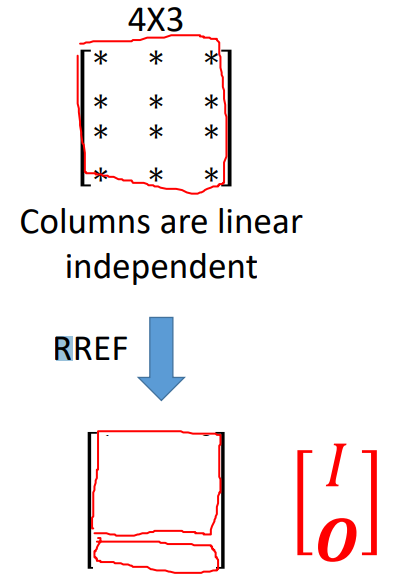 4X3
* * *
* * *
* * *
* * *
Columns are linear
independent
RREF
I
O